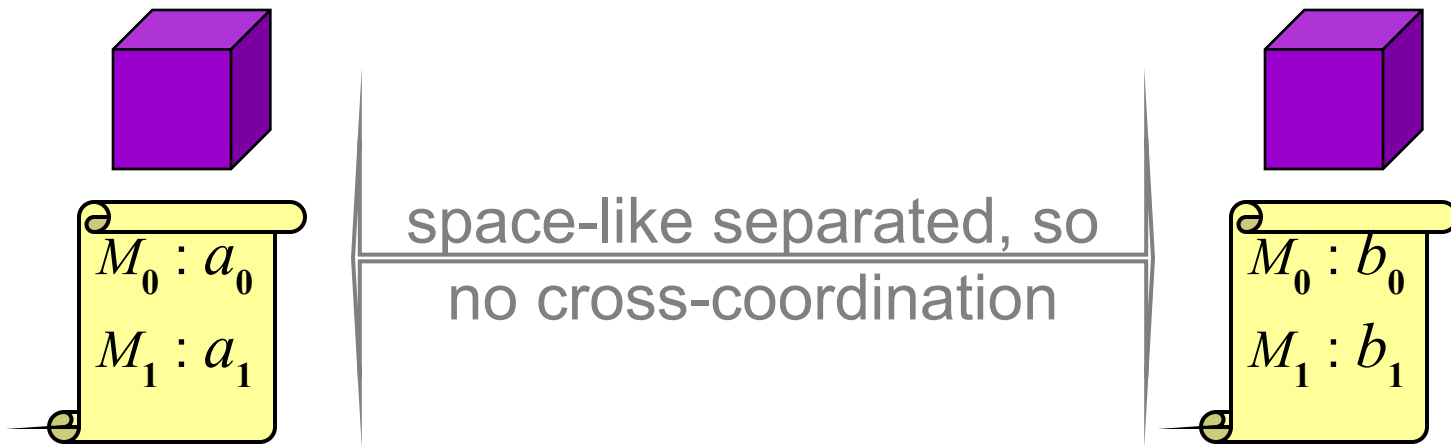 space-like separated, so
no cross-coordination
M₀ : a₀
M₁ : a₁
M₀ : b₀
M₁ : b₁